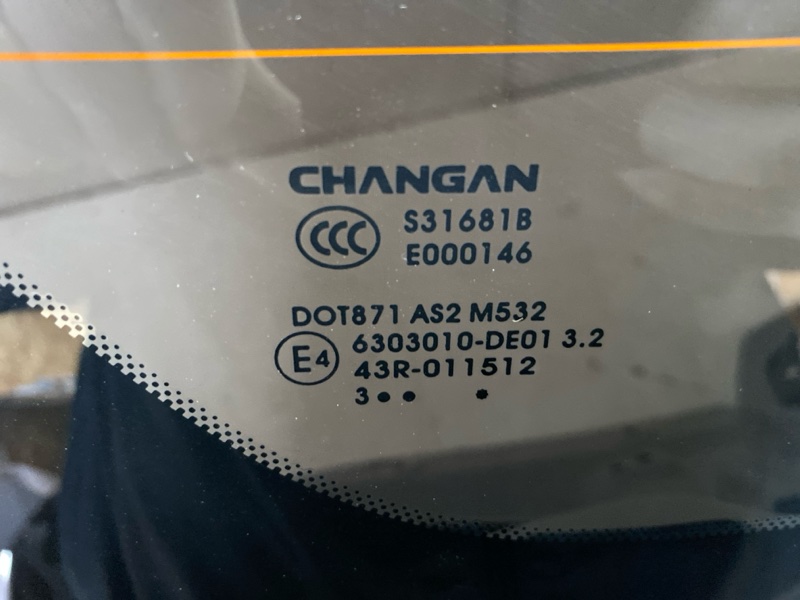 CHANGAN
CCC S31681B
E000146
DOT871 AS2 M532
E4 6303010-DE01 3.2
43R-011512
3●● ●